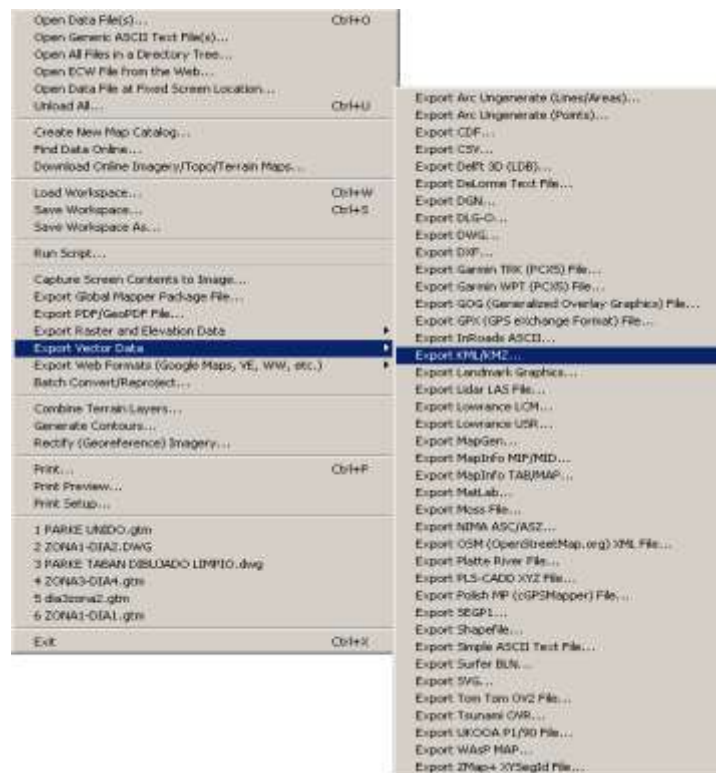 Open Data File(s)... Ctrl+O
Open Generic ASCII Text File(s)...
Open All Files in a Directory Tree...
Open ECW File from the Web...
Open Data File at Fixed Screen Location...
Unload All... Ctrl+U
Create New Map Catalog...
Find Data Online...
Download Online Imagery/Topo/Terrain Maps...
Load Workspace... Ctrl+W
Save Workspace... Ctrl+S
Save Workspace As...
Run Script...
Capture Screen Contents to Image...
Export Global Mapper Package File...
Export PDF/GeoPDF File...
Export Raster and Elevation Data
Export Vector Data
Export Web Formats (Google Maps, VE, WW, etc.)
Batch Convert/Reproject...
Combine Terrain Layers...
Generate Contours...
Rectify (Georeference) Imagery...
Print... Ctrl+P
Print Preview...
Print Setup...
1 PARKE UNIDO.gtm
2 ZONA1-DIA2.DWG
3 PARKE TABAN DIBUJADO LIMPIO.dwg
4 ZONA3-DIA4.gtm
5 dia3zona2.gtm
6 ZONA1-DIA1.gtm
Exit Ctrl+X
Export Arc Ungenerate (Lines/Areas)...
Export Arc Ungenerate (Points)...
Export CDF...
Export CSV...
Export Delft 3D (LDB)...
Export DeLorme Text File...
Export DGN...
Export DLG-O...
Export DWG...
Export DXF...
Export Garmin TRK (PCX5) File...
Export Garmin WPT (PCX5) File...
Export GOG (Generalized Overlay Graphics) File...
Export GPX (GPS eXchange Format) File...
Export InRoads ASCII...
Export KML/KMZ...
Export Landmark Graphics...
Export Lidar LAS File...
Export Lowrance LCM...
Export Lowrance USR...
Export MapGen...
Export MapInfo MIF/MID...
Export MapInfo TAB/MAP...
Export MatLab...
Export Moss File...
Export NIMA ASC/ASZ...
Export OSM (OpenStreetMap.org) XML File...
Export Platte River File...
Export PLS-CADD XYZ File...
Export Polish MP (cGPSMapper) File...
Export SEGP1...
Export Shapefile...
Export Simple ASCII Text File...
Export Surfer BLN...
Export SVG...
Export Tom Tom OV2 File...
Export Tsunami OVR...
Export UKOOA P1/90 File...
Export WAsP MAP...
Export ZMap+ XYSegId File...